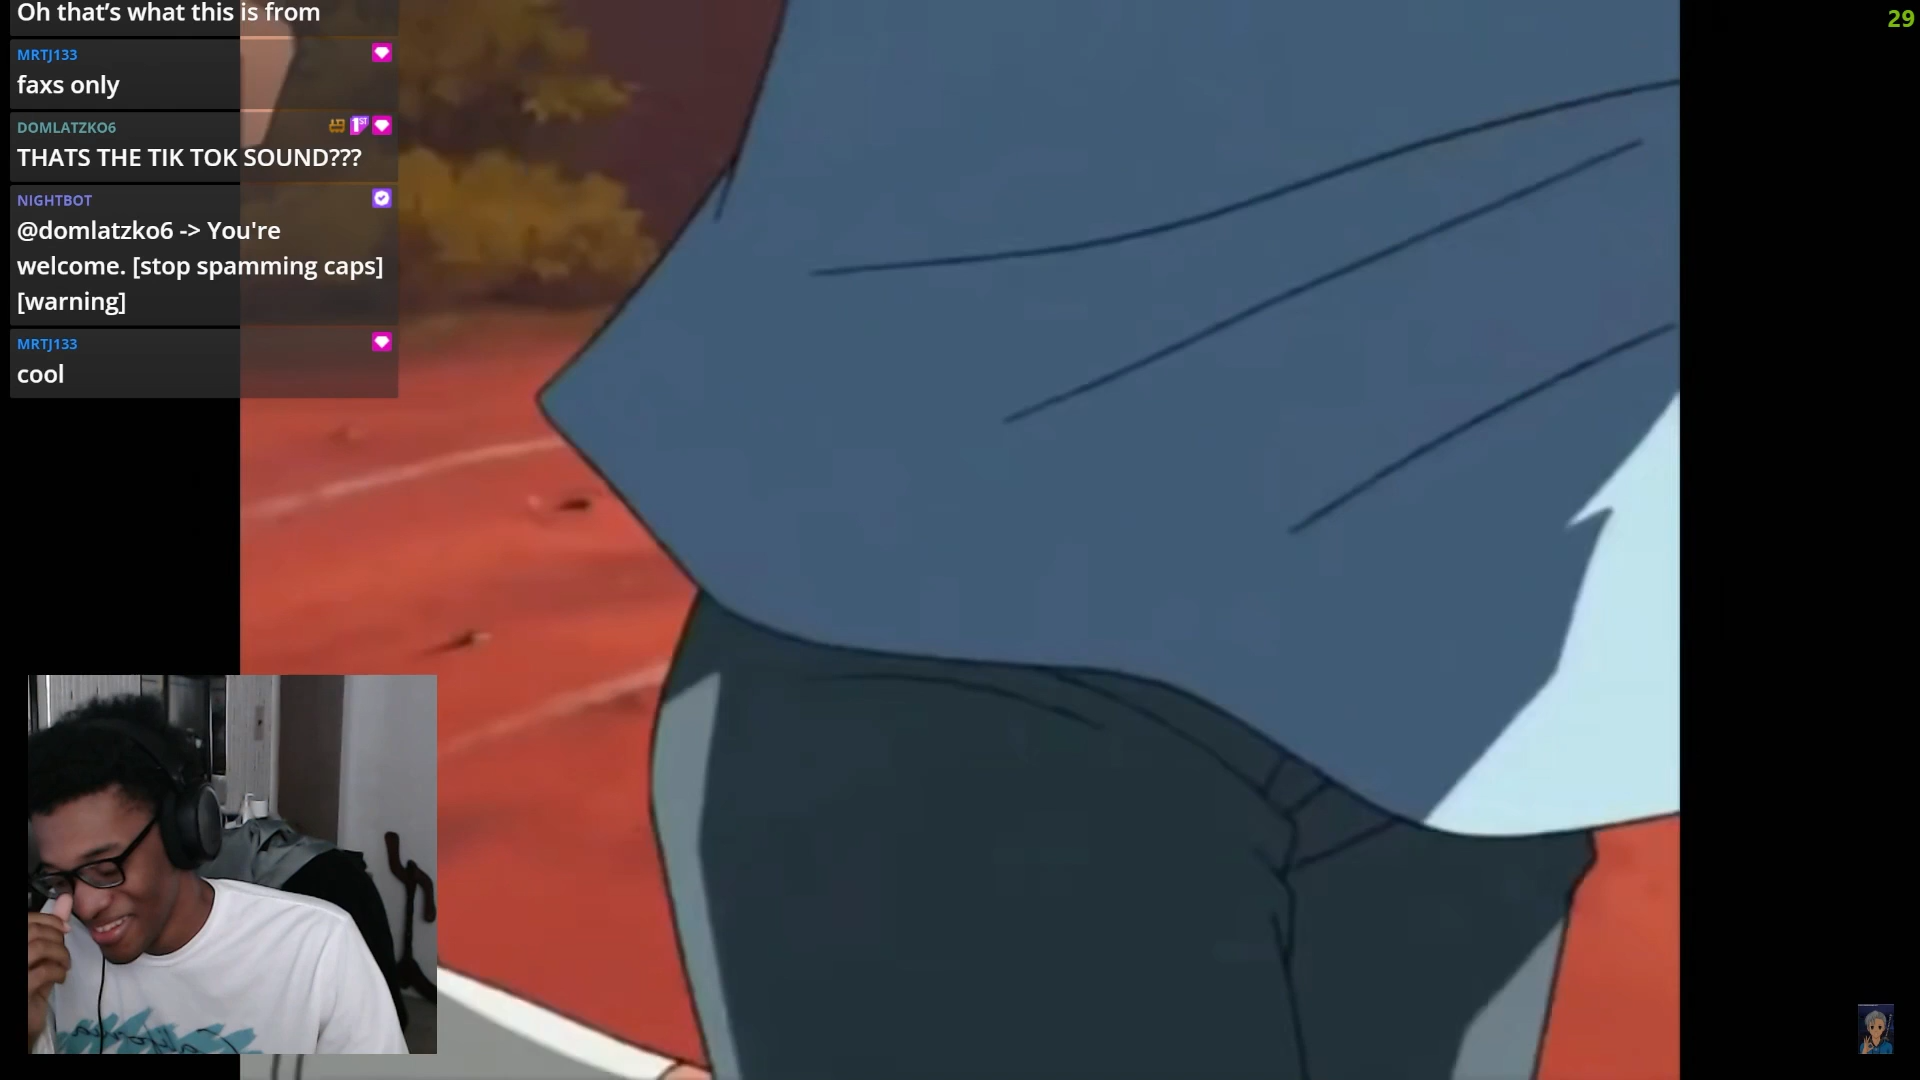 Oh that’s what this is from
29
MRTJ133
faxs only
DOMLATZKO6
1ST
THATS THE TIK TOK SOUND???
NIGHTBOT
@domlatzko6 -> You're
welcome. [stop spamming caps]
[warning]
MRTJ133
cool